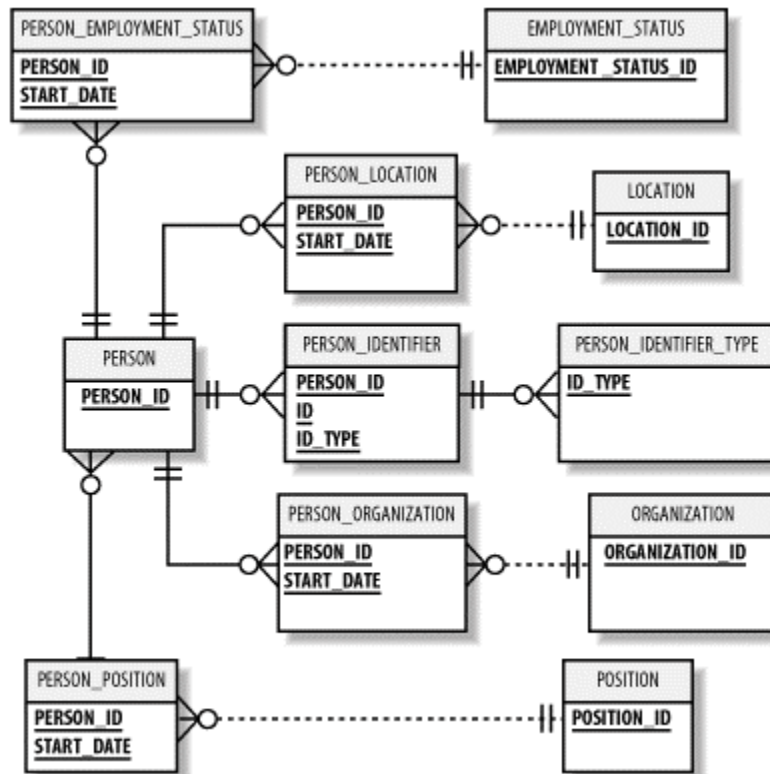 PERSON_EMPLOYMENT_STATUS
PERSON_ID
START_DATE
EMPLOYMENT_STATUS
EMPLOYMENT_STATUS_ID
PERSON_LOCATION
PERSON_ID
START_DATE
LOCATION
LOCATION_ID
PERSON
PERSON_ID
PERSON_IDENTIFIER
PERSON_ID
ID
ID_TYPE
PERSON_IDENTIFIER_TYPE
ID_TYPE
PERSON_ORGANIZATION
PERSON_ID
START_DATE
ORGANIZATION
ORGANIZATION_ID
PERSON_POSITION
PERSON_ID
START_DATE
POSITION
POSITION_ID